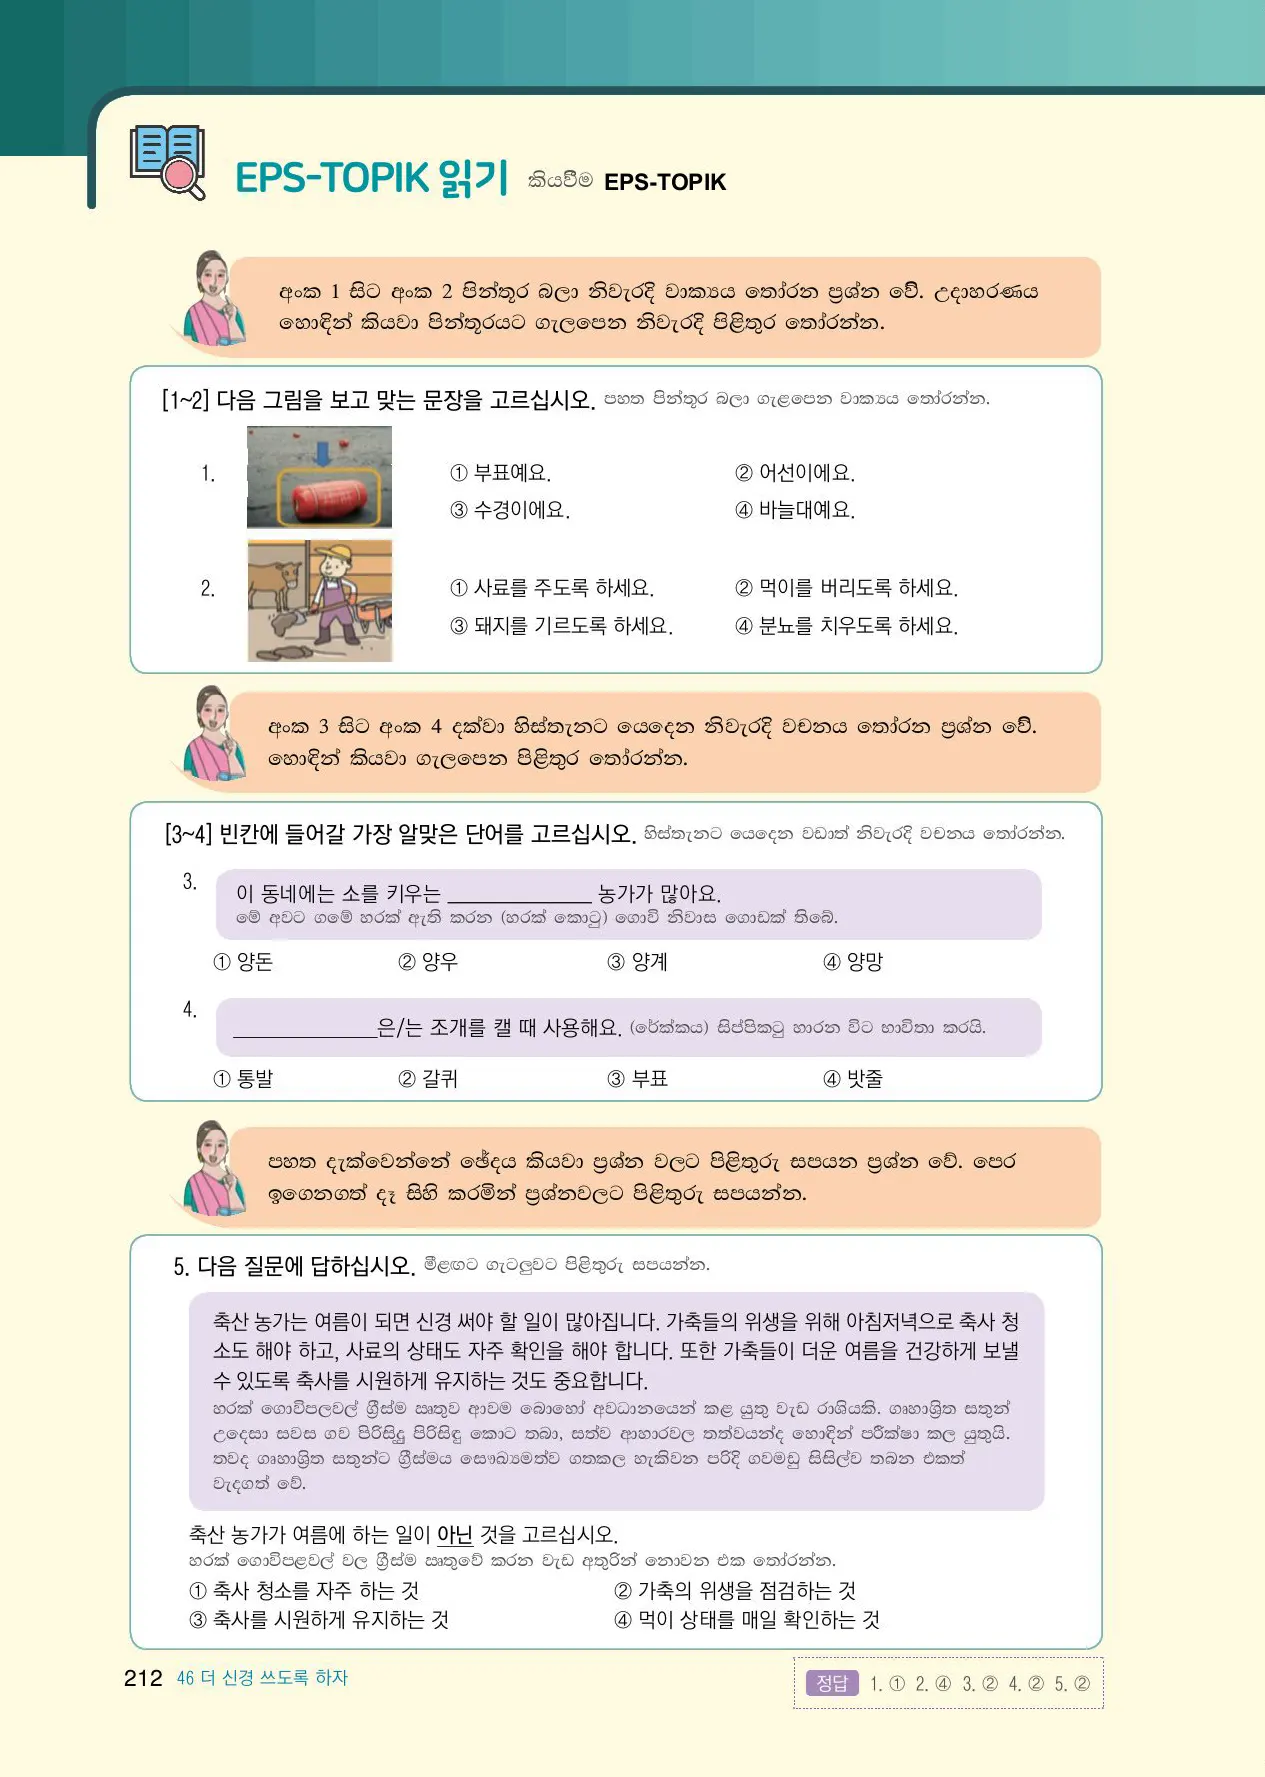 EPS-TOPIK 읽기 කියවීම EPS-TOPIK
අංක 1 සිට අංක 2 පින්තූර බලා නිවැරදි වාක්‍යය තෝරන ප්‍රශ්න වේ. උදාහරණය
හොඳින් කියවා පින්තූරයට ගැලපෙන නිවැරදි පිළිතුර තෝරන්න.
[1~2] 다음 그림을 보고 맞는 문장을 고르십시오. පහත පින්තූර බලා ගැළපෙන වාක්‍යය තෝරන්න.
1.
① 부표예요. ② 어선이에요.
③ 수경이에요. ④ 바늘대예요.
2.
① 사료를 주도록 하세요. ② 먹이를 버리도록 하세요.
③ 돼지를 기르도록 하세요. ④ 분뇨를 치우도록 하세요.
අංක 3 සිට අංක 4 දක්වා හිස්තැනට යෙදෙන නිවැරදි වචනය තෝරන ප්‍රශ්න වේ.
හොඳින් කියවා ගැලපෙන පිළිතුර තෝරන්න.
[3~4] 빈칸에 들어갈 가장 알맞은 단어를 고르십시오. හිස්තැනට යෙදෙන වඩාත් නිවැරදි වචනය තෝරන්න.
3.
이 동네에는 소를 키우는 ____________ 농가가 많아요.
මේ අවට ගමේ හරක් ඇති කරන (හරක් කොටු) ගොවි නිවාස ගොඩක් තිබේ.
① 양돈 ② 양우 ③ 양계 ④ 양망
4.
____________은/는 조개를 캘 때 사용해요. (රේක්කය) සිප්පිකටු හාරන විට භාවිතා කරයි.
① 통발 ② 갈퀴 ③ 부표 ④ 밧줄
පහත දැක්වෙන්නේ ඡේදය කියවා ප්‍රශ්න වලට පිළිතුරු සපයන ප්‍රශ්න වේ. පෙර
ඉගෙනගත් දෑ සිහි කරමින් ප්‍රශ්නවලට පිළිතුරු සපයන්න.
5. 다음 질문에 답하십시오. මීළඟට ගැටලුවට පිළිතුරු සපයන්න.
축산 농가는 여름이 되면 신경 써야 할 일이 많아집니다. 가축들의 위생을 위해 아침저녁으로 축사 청
소도 해야 하고, 사료의 상태도 자주 확인을 해야 합니다. 또한 가축들이 더운 여름을 건강하게 보낼
수 있도록 축사를 시원하게 유지하는 것도 중요합니다.
හරක් ගොවිපලවල් ග්‍රීස්ම ඍතුව ආවම බොහෝ අවධානයෙන් කළ යුතු වැඩ රාශියකි. ගෘහාශ්‍රිත සතුන්
උදෙසා සවස ගව පිරිසිදු පිරිසිඳු කොට තබා, සත්ව ආහාරවල තත්වයන්ද හොඳින් පරීක්ෂා කල යුතුයි.
තවද ගෘහාශ්‍රිත සතුන්ට ග්‍රීස්මය සෞඛ්‍යමත්ව ගතකල හැකිවන පරිදි ගවමඩු සිසිල්ව තබන එකත්
වැදගත් වේ.
축산 농가가 여름에 하는 일이 아닌 것을 고르십시오.
හරක් ගොවිපළවල් වල ග්‍රීස්ම ඍතුවේ කරන වැඩ අතුරින් නොවන එක තෝරන්න.
① 축사 청소를 자주 하는 것 ② 가축의 위생을 점검하는 것
③ 축사를 시원하게 유지하는 것 ④ 먹이 상태를 매일 확인하는 것
212 46 더 신경 쓰도록 하자
정답 1. ① 2. ④ 3. ② 4. ② 5. ②